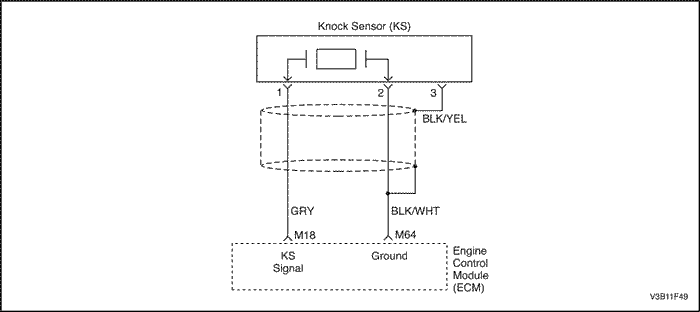 Knock Sensor (KS)
1
2
3
BLK/YEL
GRY
BLK/WHT
M18
M64
KS
Signal
Ground
Engine
Control
Module
(ECM)
V3B11F49